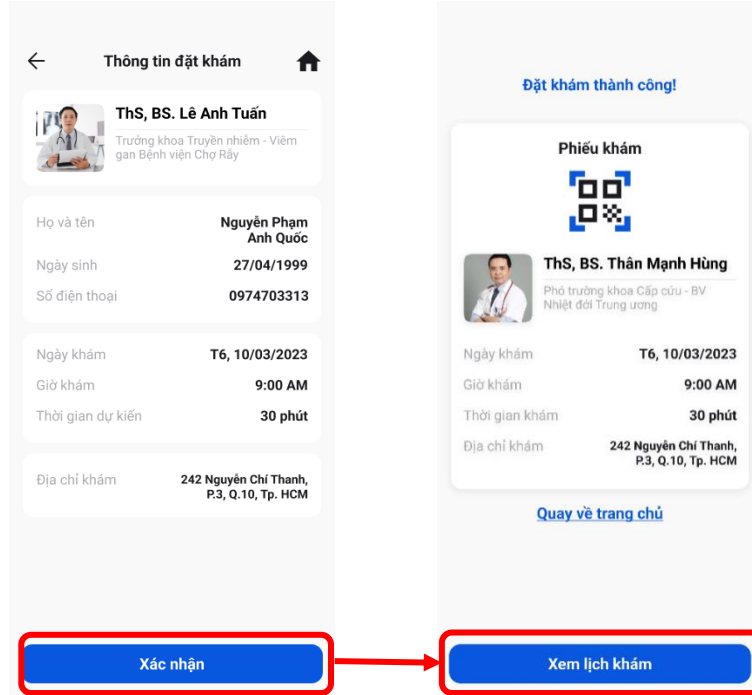 Thông tin đặt khám
ThS, BS. Lê Anh Tuấn
Trưởng khoa Truyền nhiễm - Viêm
gan Bệnh viện Chợ Rẫy
Họ và tên
Nguyễn Phạm
Anh Quốc
Ngày sinh
27/04/1999
Số điện thoại
0974703313
Ngày khám
T6, 10/03/2023
Giờ khám
9:00 AM
Thời gian dự kiến
30 phút
Địa chỉ khám
242 Nguyễn Chí Thanh,
P.3, Q.10, Tp. HCM
Xác nhận
Đặt khám thành công!
Phiếu khám
ThS, BS. Thân Mạnh Hùng
Phó trưởng khoa Cấp cứu - BV
Nhiệt đới Trung ương
Ngày khám
T6, 10/03/2023
Giờ khám
9:00 AM
Thời gian khám
30 phút
Địa chỉ khám
242 Nguyễn Chí Thanh,
P.3, Q.10, Tp. HCM
Quay về trang chủ
Xem lịch khám